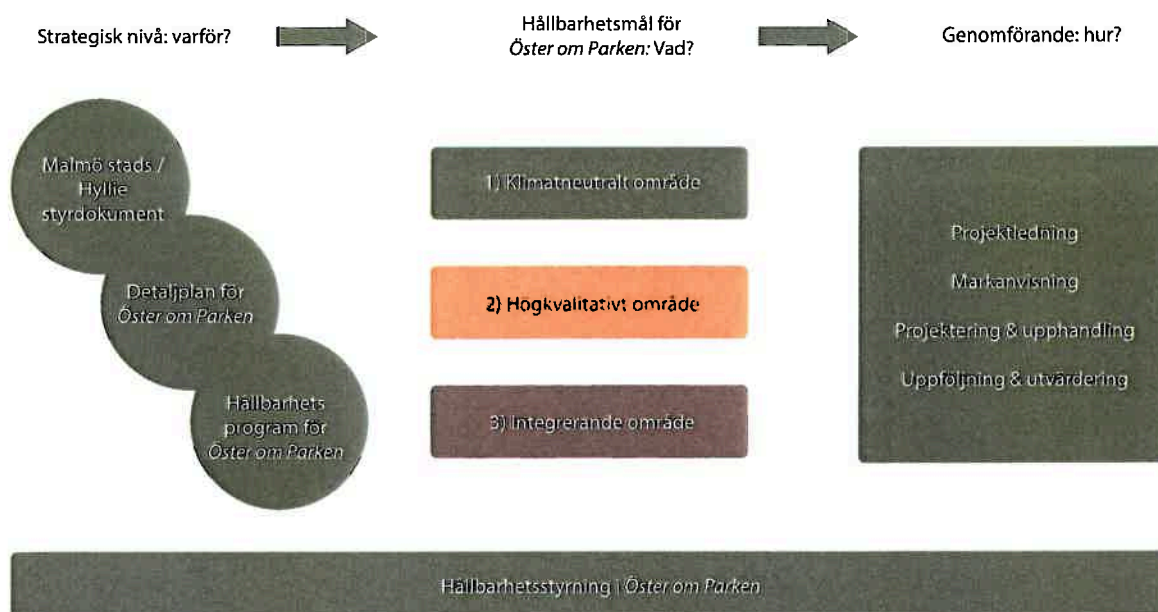 Strategisk nivå: varför?
Hållbarhetsmål för
Öster om Parken: Vad?
Genomförande: hur?
Malmö stads /
Hyllie
styrdokument
Detaljplan för
Öster om Parken
Hållbarhets
program för
Öster om Parken
1) Klimatneutralt område
2) Högkvalitativt område
3) Integrerande område
Projektledning
Markanvisning
Projektering & upphandling
Uppföljning & utvärdering
Hållbarhetsstyrning i Öster om Parken